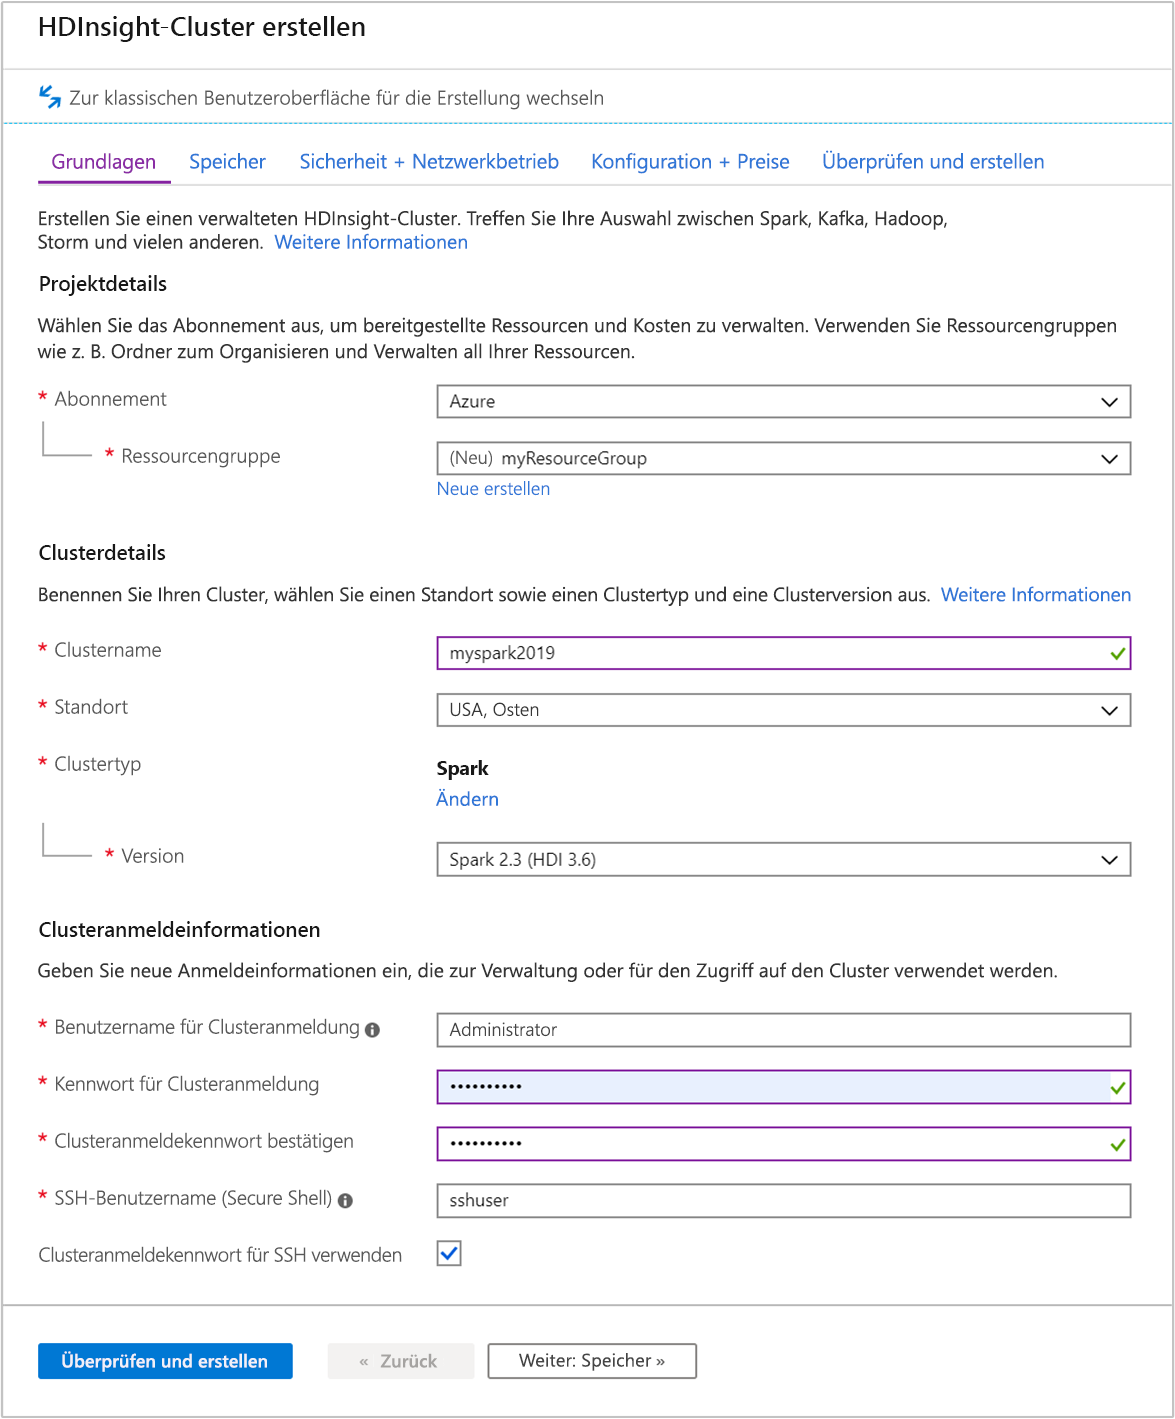 HDInsight-Cluster erstellen
Zur klassischen Benutzeroberfläche für die Erstellung wechseln
Grundlagen Speicher Sicherheit + Netzwerkbetrieb Konfiguration + Preise Überprüfen und erstellen
Erstellen Sie einen verwalteten HDInsight-Cluster. Treffen Sie Ihre Auswahl zwischen Spark, Kafka, Hadoop,
Storm und vielen anderen. Weitere Informationen
Projektdetails
Wählen Sie das Abonnement aus, um bereitgestellte Ressourcen und Kosten zu verwalten. Verwenden Sie Ressourcengruppen
wie z. B. Ordner zum Organisieren und Verwalten all Ihrer Ressourcen.
* Abonnement Azure
* Ressourcengruppe (Neu) myResourceGroup
Neue erstellen
Clusterdetails
Benennen Sie Ihren Cluster, wählen Sie einen Standort sowie einen Clustertyp und eine Clusterversion aus. Weitere Informationen
* Clustername myspark2019
* Standort USA, Osten
* Clustertyp Spark
Ändern
* Version Spark 2.3 (HDI 3.6)
Clusteranmeldeinformationen
Geben Sie neue Anmeldeinformationen ein, die zur Verwaltung oder für den Zugriff auf den Cluster verwendet werden.
* Benutzername für Clusteranmeldung Administrator
* Kennwort für Clusteranmeldung ••••••••••
* Clusteranmeldekennwort bestätigen ••••••••••
* SSH-Benutzername (Secure Shell) sshuser
Clusteranmeldekennwort für SSH verwenden
Überprüfen und erstellen « Zurück Weiter: Speicher »